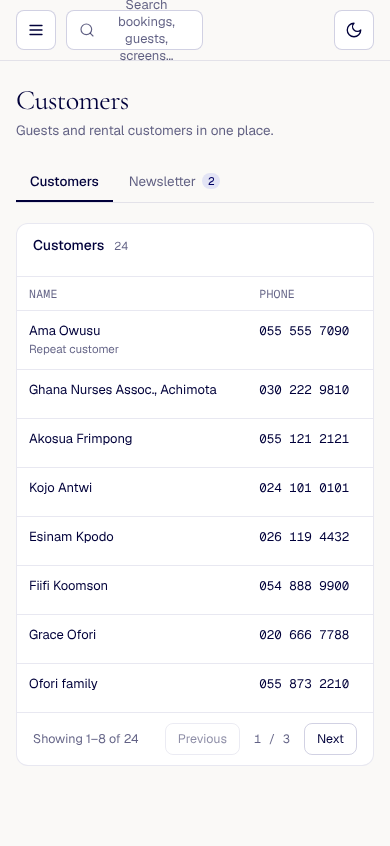 Search
bookings,
guests,
screens...
Customers
Guests and rental customers in one place.
Customers
Newsletter 2
Customers 24
NAME PHONE
Ama Owusu 055 555 7090
Repeat customer
Ghana Nurses Assoc., Achimota 030 222 9810
Akosua Frimpong 055 121 2121
Kojo Antwi 024 101 0101
Esinam Kpodo 026 119 4432
Fiifi Koomson 054 888 9900
Grace Ofori 020 666 7788
Ofori family 055 873 2210
Showing 1–8 of 24 Previous 1 / 3 Next